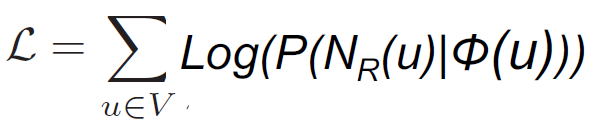 ℒ = ∑ Log(P(N_R(u)|Φ(u)))
u∈V